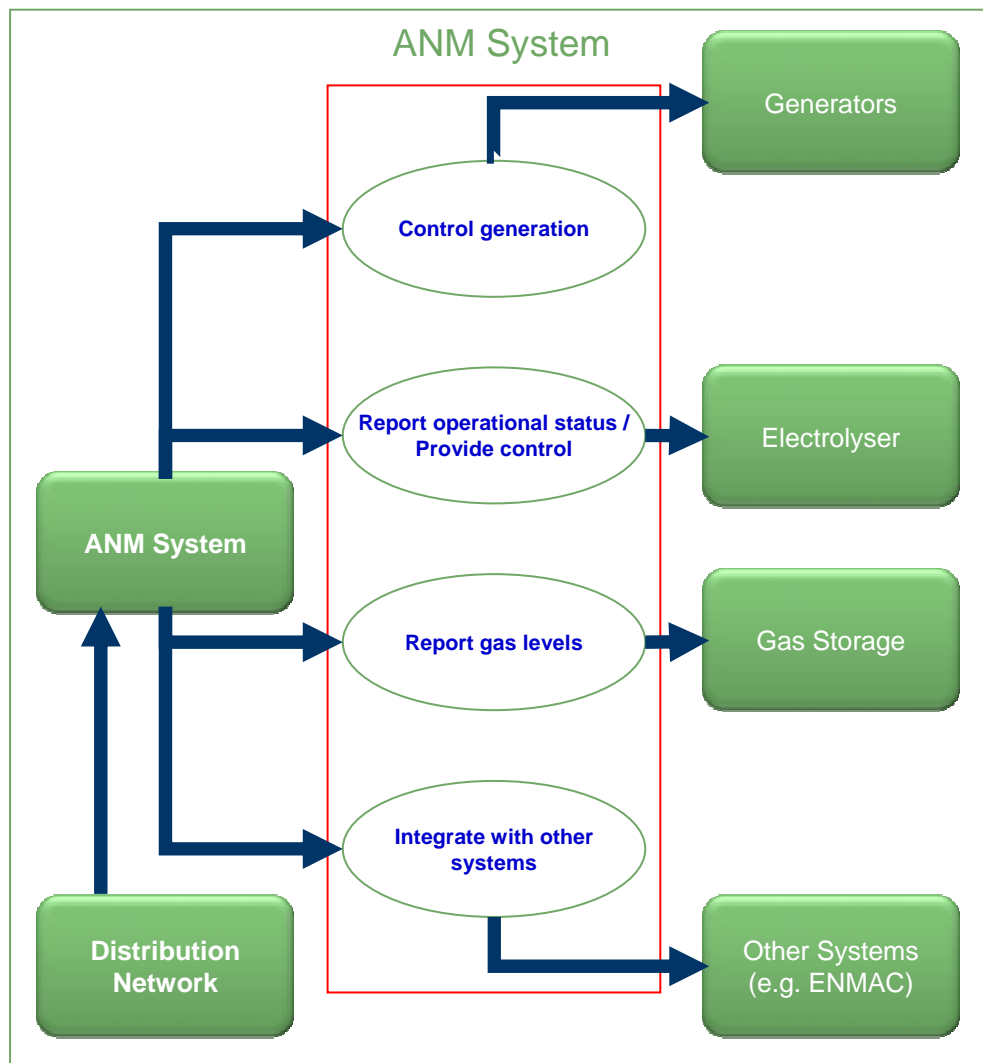 ANM System
Generators
Control generation
Report operational status /
Provide control
Electrolyser
ANM System
Report gas levels
Gas Storage
Integrate with other
systems
Distribution
Network
Other Systems
(e.g. ENMAC)